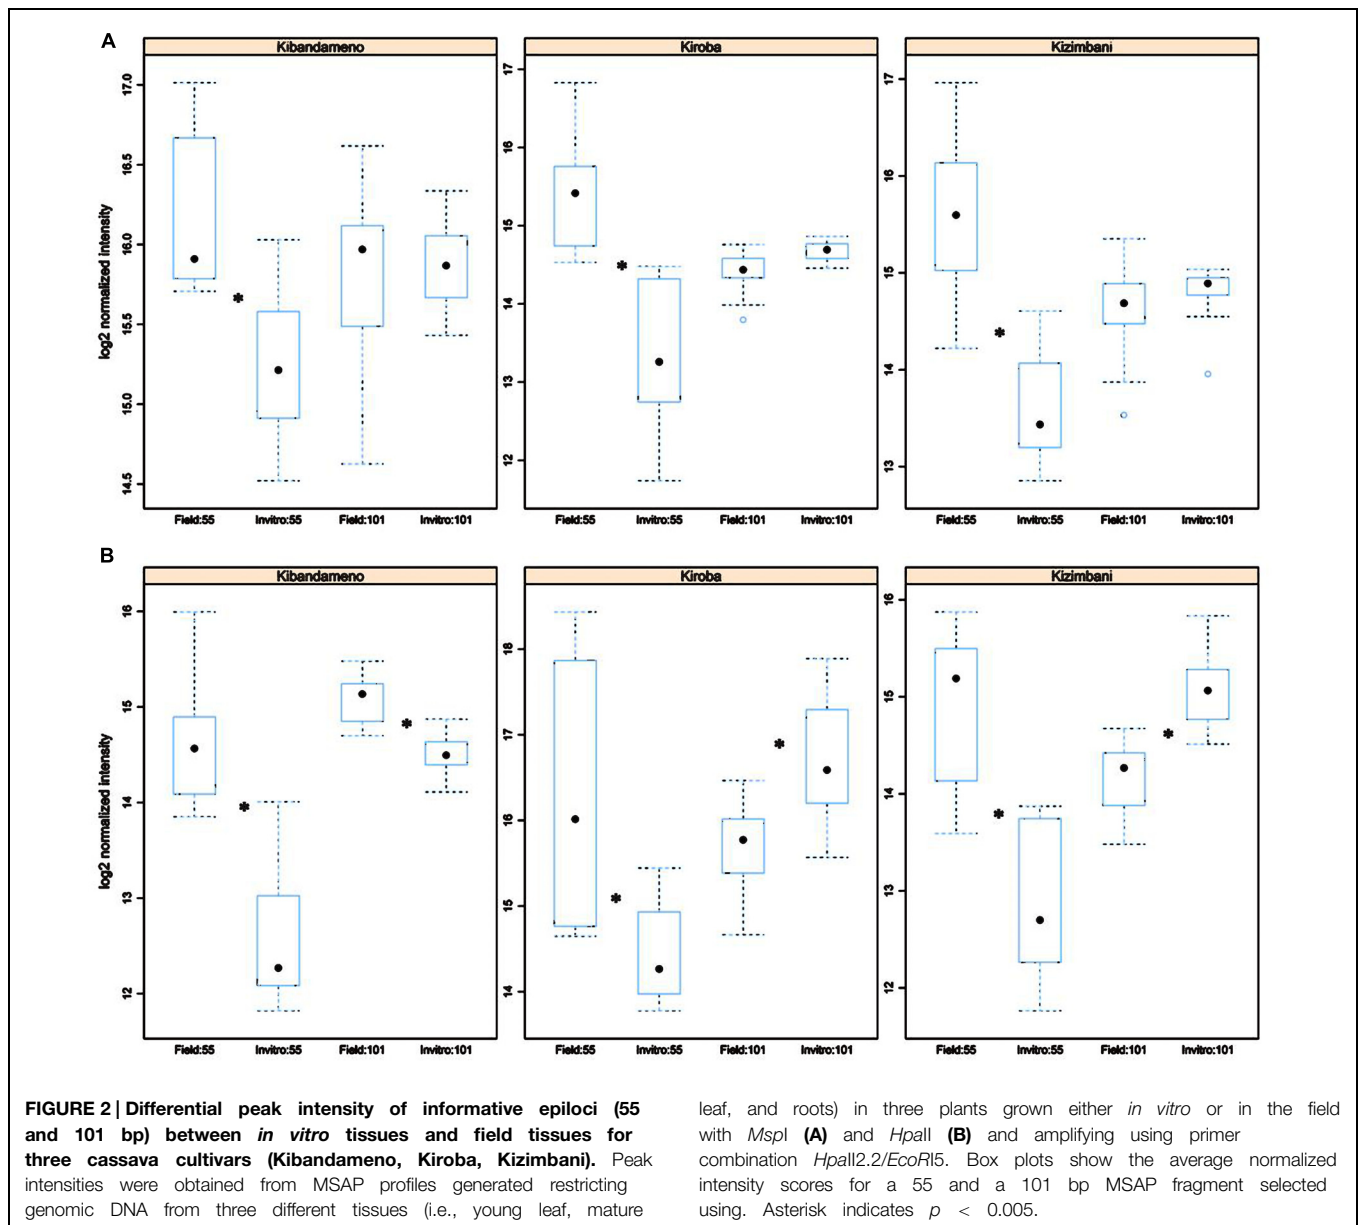 A
Kibandameno
Kiroba
Kizimbani
log2 normalized intensity
17.0
16.5
16.0
15.5
15.0
14.5
17
16
15
14
13
12
17
16
15
14
13
Field:55 Invitro:55 Field:101 Invitro:101
Field:55 Invitro:55 Field:101 Invitro:101
Field:55 Invitro:55 Field:101 Invitro:101
B
Kibandameno
Kiroba
Kizimbani
log2 normalized intensity
16
15
14
13
12
18
17
16
15
14
16
15
14
13
12
Field:55 Invitro:55 Field:101 Invitro:101
Field:55 Invitro:55 Field:101 Invitro:101
Field:55 Invitro:55 Field:101 Invitro:101
FIGURE 2 | Differential peak intensity of informative epiloci (55
and 101 bp) between in vitro tissues and field tissues for
three cassava cultivars (Kibandameno, Kiroba, Kizimbani). Peak
intensities were obtained from MSAP profiles generated restricting
genomic DNA from three different tissues (i.e., young leaf, mature
leaf, and roots) in three plants grown either in vitro or in the field
with MspI (A) and HpaII (B) and amplifying using primer
combination HpaII2.2/EcoRI5. Box plots show the average normalized
intensity scores for a 55 and a 101 bp MSAP fragment selected
using. Asterisk indicates p < 0.005.